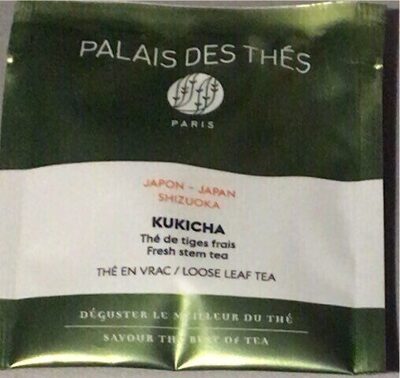 PALAIS DES THÉS
PARIS
JAPON - JAPAN
SHIZUOKA
KUKICHA
Thé de tiges frais
Fresh stem tea
THÉ EN VRAC / LOOSE LEAF TEA
DÉGUSTER LE MEILLEUR DU THÉ
SAVOUR THE BEST OF TEA